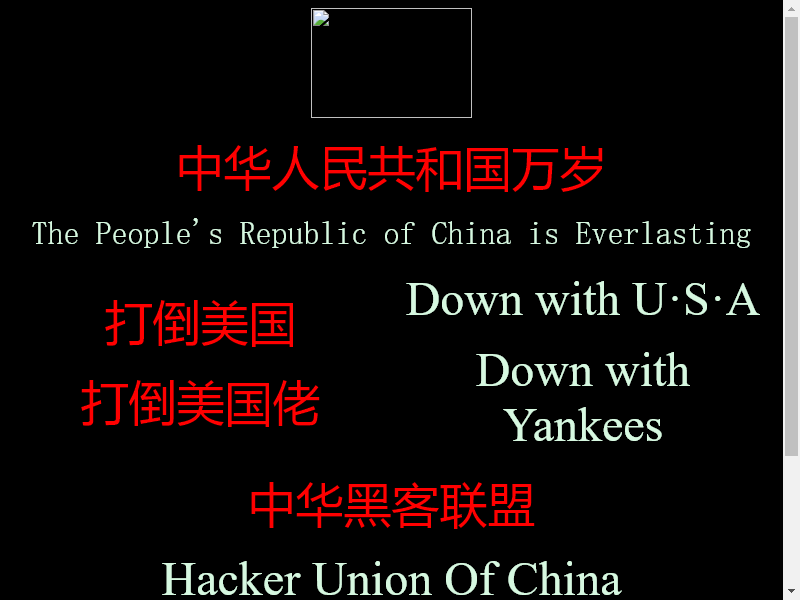 中华人民共和国万岁
The People's Republic of China is Everlasting
打倒美国
Down with U·S·A
打倒美国佬
Down with
Yankees
中华黑客联盟
Hacker Union Of China